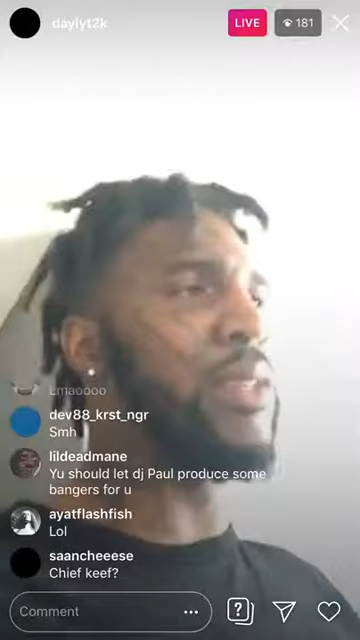 daylyt2k
LIVE
181
Lmaoooo
dev88_krst_ngr
Smh
lildeadmane
Yu should let dj Paul produce some
bangers for u
ayatflashfish
Lol
saancheeese
Chief keef?
Comment